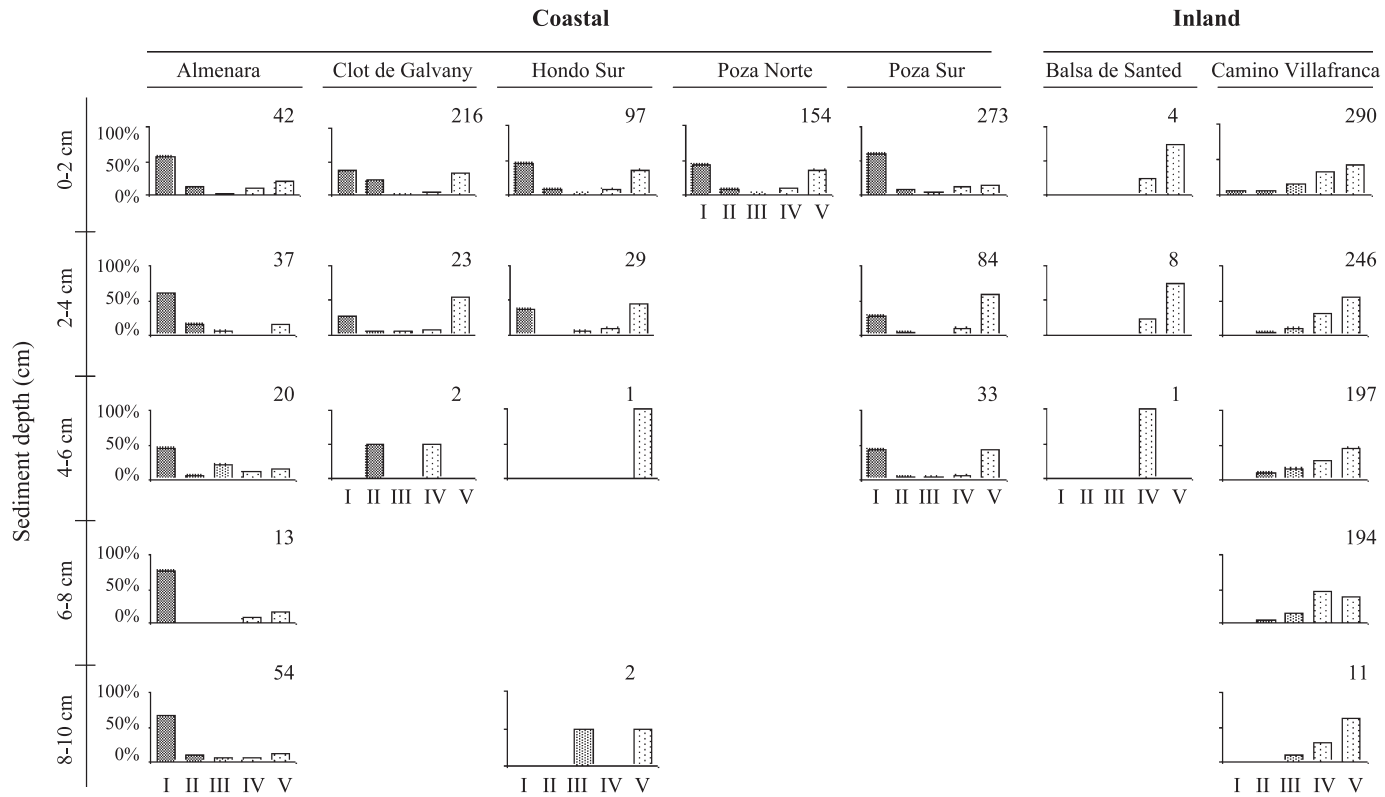 Coastal Inland
Almenara Clot de Galvany Hondo Sur Poza Norte Poza Sur Balsa de Santed Camino Villafranca
Sediment depth (cm)
0-2 cm
42 216 97 154 273 4 290
100%
50%
0%
I II III IV V
2-4 cm
37 23 29 84 8 246
100%
50%
0%
4-6 cm
20 2 1 33 1 197
100%
50%
0%
I II III IV V I II III IV V I II III IV V
6-8 cm
13 194
100%
50%
0%
8-10 cm
54 2 11
100%
50%
0%
I II III IV V I II III IV V I II III IV V